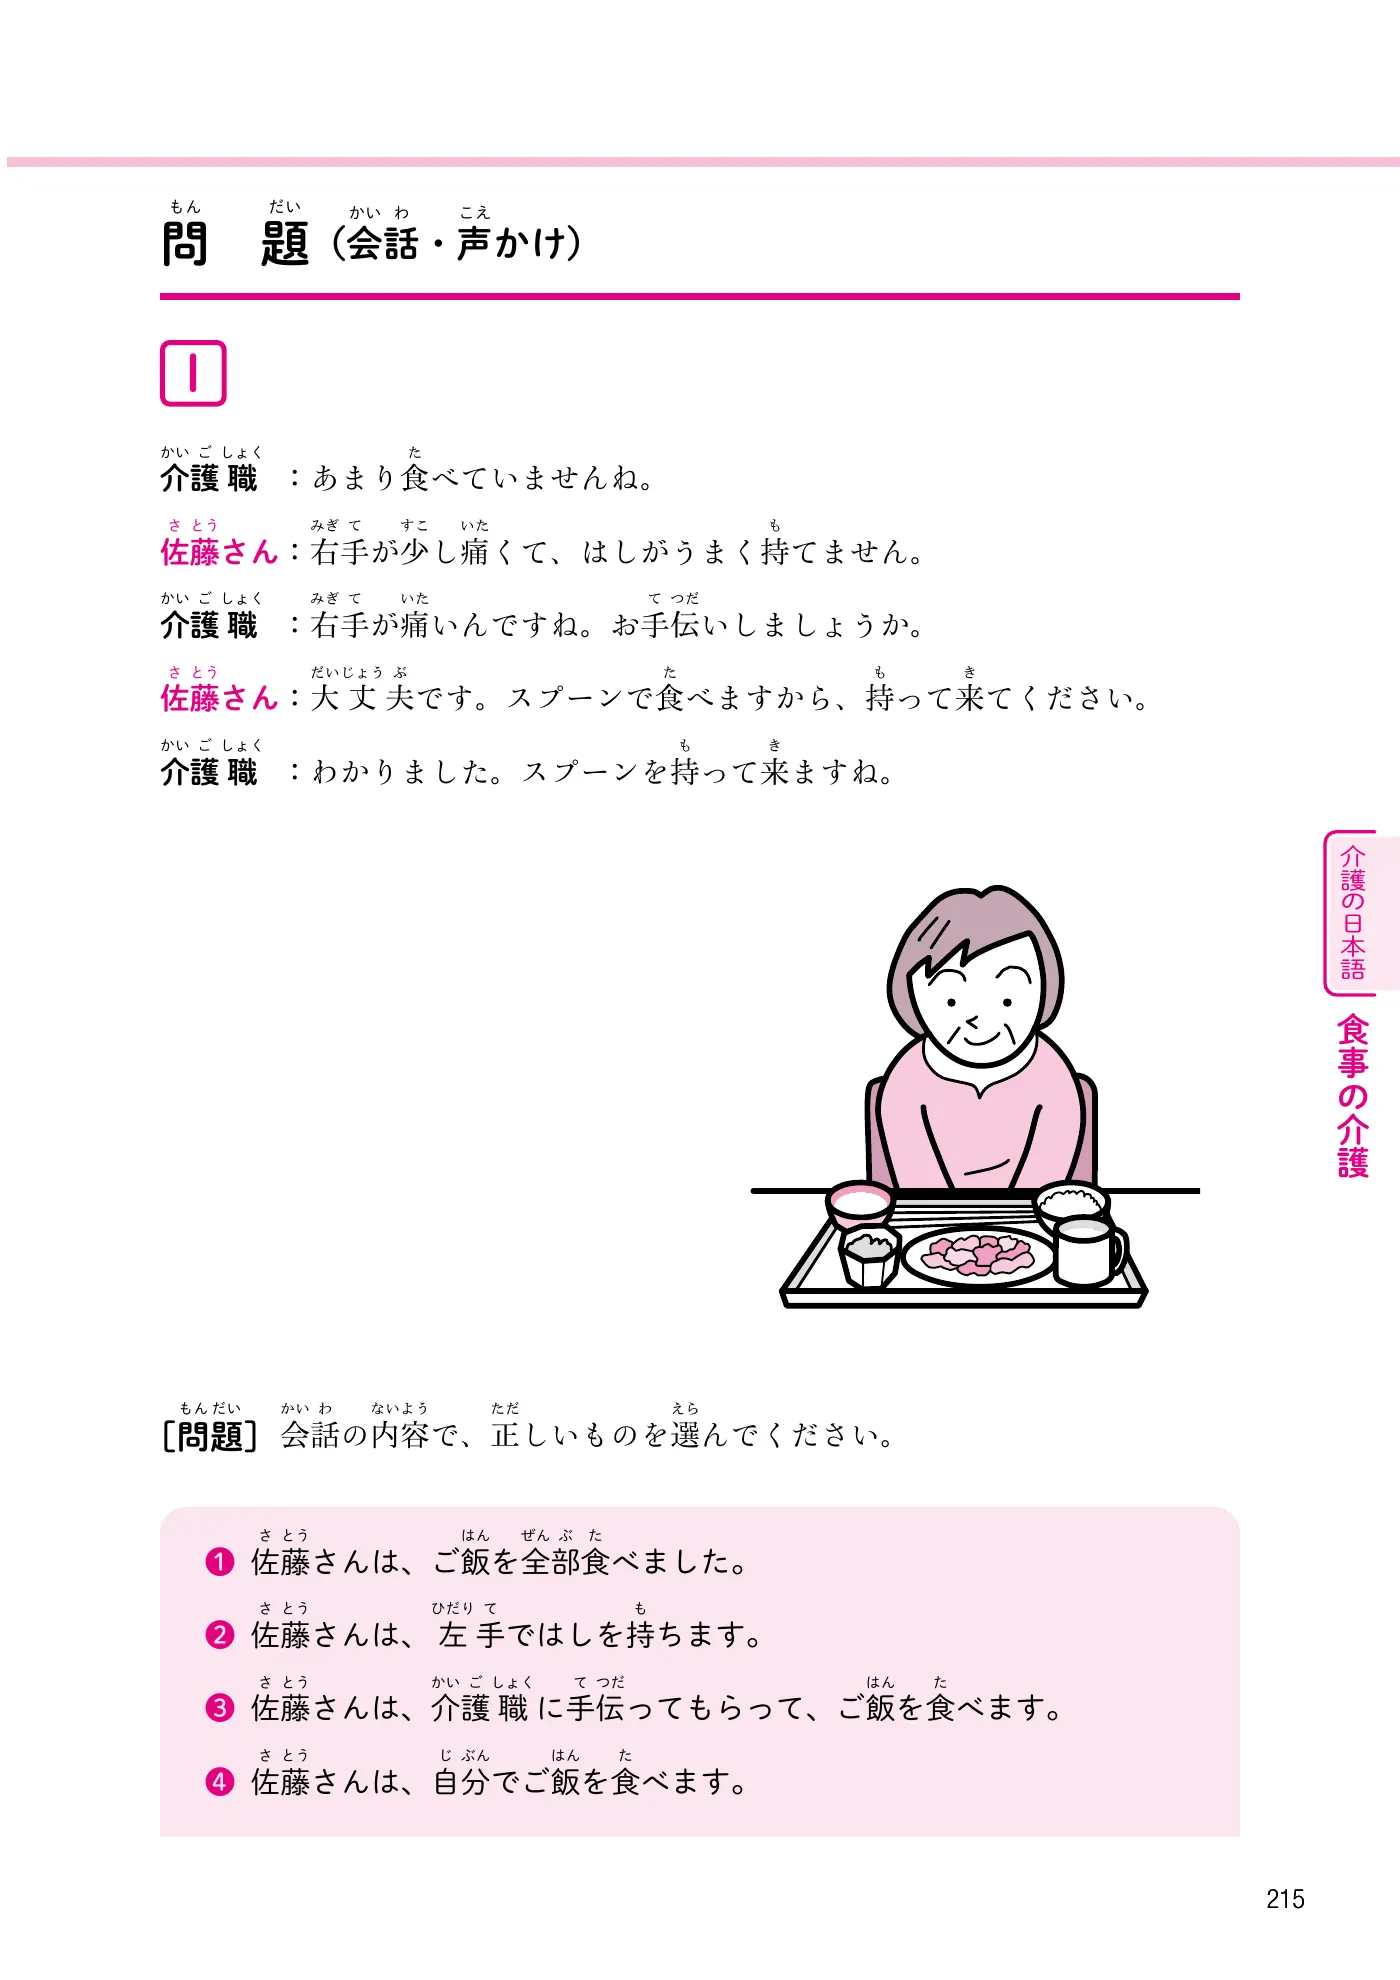 問題（会話・声かけ）
1
介護職：あまり食べていませんね。
佐藤さん：右手が少し痛くて、はしがうまく持てません。
介護職：右手が痛いんですね。お手伝いしましょうか。
佐藤さん：大丈夫です。スプーンで食べますから、持って来てください。
介護職：わかりました。スプーンを持って来ますね。
介護の日本語
食事の介護
［問題］ 会話の内容で、正しいものを選んでください。
❶ 佐藤さんは、ご飯を全部食べました。
❷ 佐藤さんは、左手ではしを持ちます。
❸ 佐藤さんは、介護職に手伝ってもらって、ご飯を食べます。
❹ 佐藤さんは、自分でご飯を食べます。
215